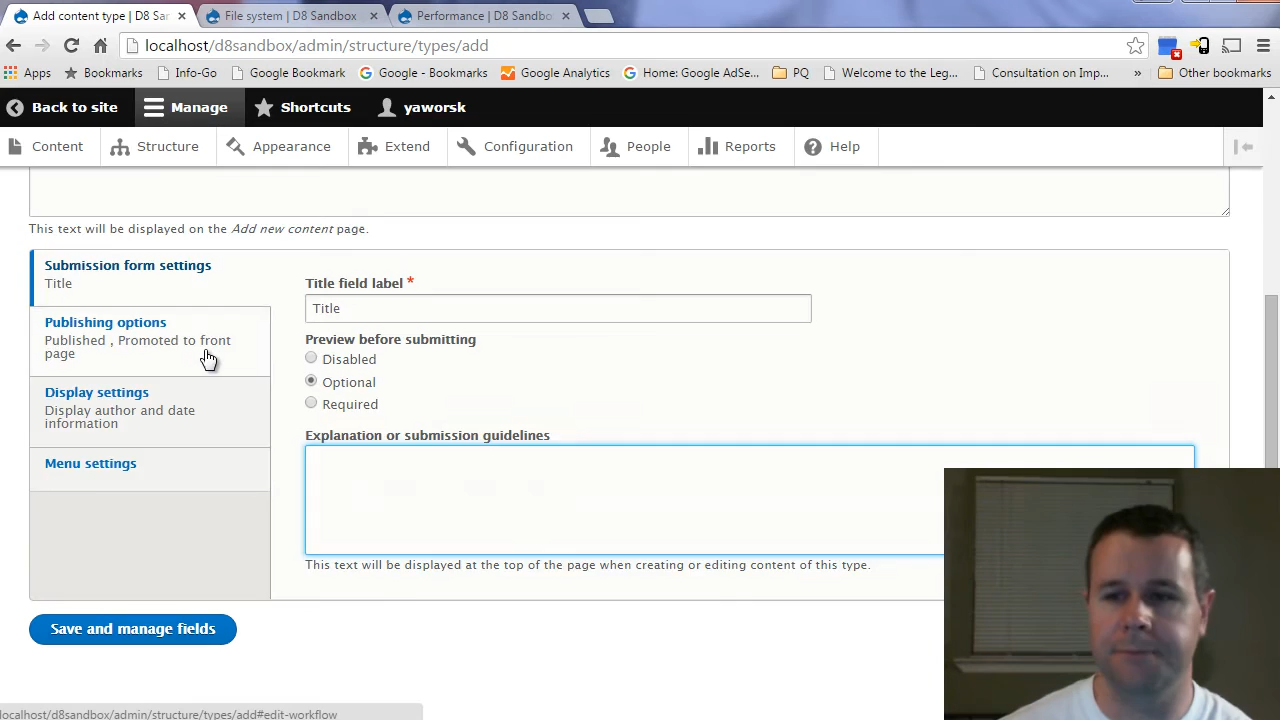 Add content type | D8 Sa
File system | D8 Sandbox
Performance | D8 Sandbo
localhost/d8sandbox/admin/structure/types/add
Apps Bookmarks Info-Go Google Bookmark Google - Bookmarks Google Analytics Home: Google AdSe... PQ Welcome to the Leg... Consultation on Imp... » Other bookmarks
Back to site Manage Shortcuts yaworsk
Content Structure Appearance Extend Configuration People Reports Help
This text will be displayed on the Add new content page.
Submission form settings
Title
Publishing options
Published , Promoted to front
page
Display settings
Display author and date
information
Menu settings
Title field label *
Title
Preview before submitting
Disabled
Optional
Required
Explanation or submission guidelines
This text will be displayed at the top of the page when creating or editing content of this type.
Save and manage fields
localhost/d8sandbox/admin/structure/types/add#edit-workflow